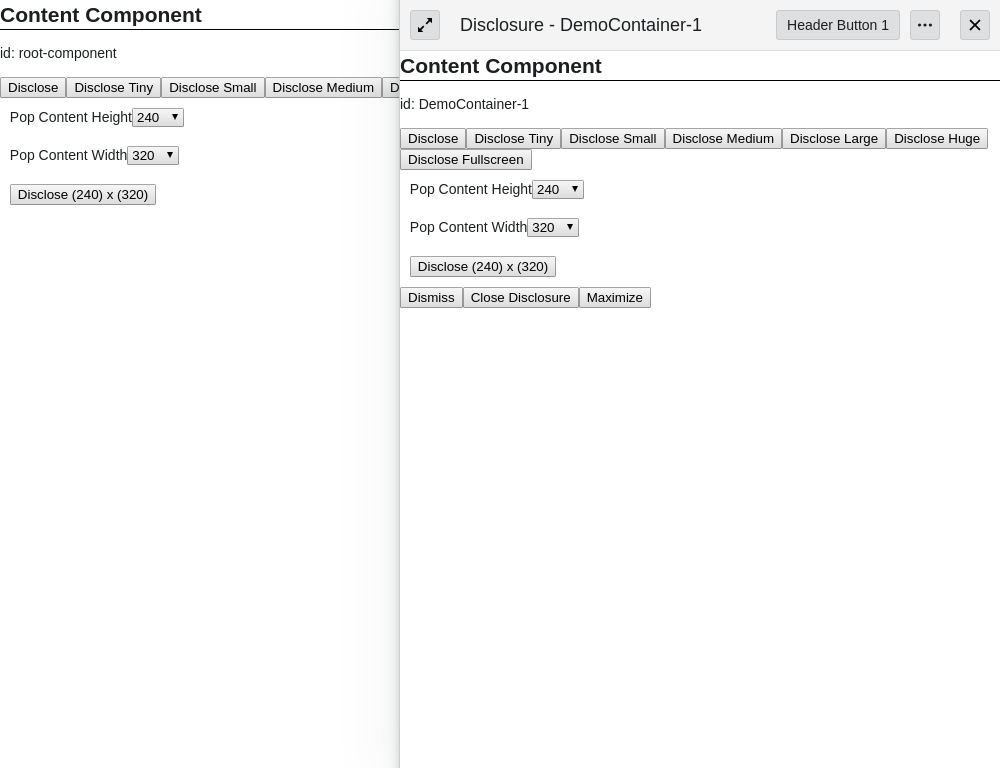 Content Component
id: root-component
Disclose Disclose Tiny Disclose Small Disclose Medium D
Pop Content Height 240
Pop Content Width 320
Disclose (240) x (320)
Disclosure - DemoContainer-1 Header Button 1
Content Component
id: DemoContainer-1
Disclose Disclose Tiny Disclose Small Disclose Medium Disclose Large Disclose Huge
Disclose Fullscreen
Pop Content Height 240
Pop Content Width 320
Disclose (240) x (320)
Dismiss Close Disclosure Maximize